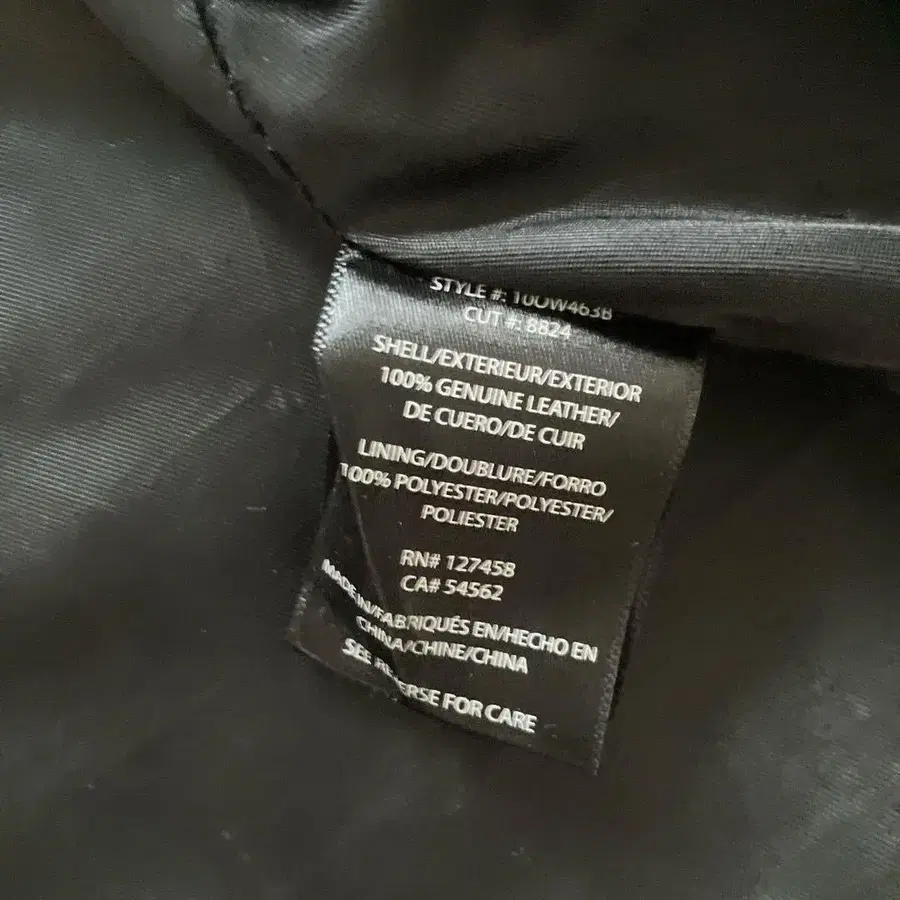 STYLE #: 10OW463B
CUT #: 8824
SHELL/EXTERIEUR/EXTERIOR
100% GENUINE LEATHER/
DE CUERO/DE CUIR
LINING/DOUBLURE/FORRO
100% POLYESTER/POLYESTER/
POLIESTER
RN# 127458
CA# 54562
MADE IN/FABRIQUÉS EN/HECHO EN
CHINA/CHINE/CHINA
SEE REVERSE FOR CARE